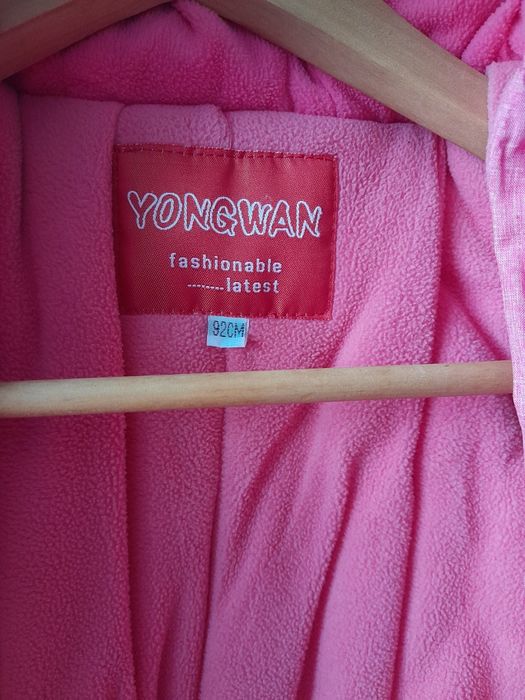 YONGWAN
fashionable
........latest
92CM